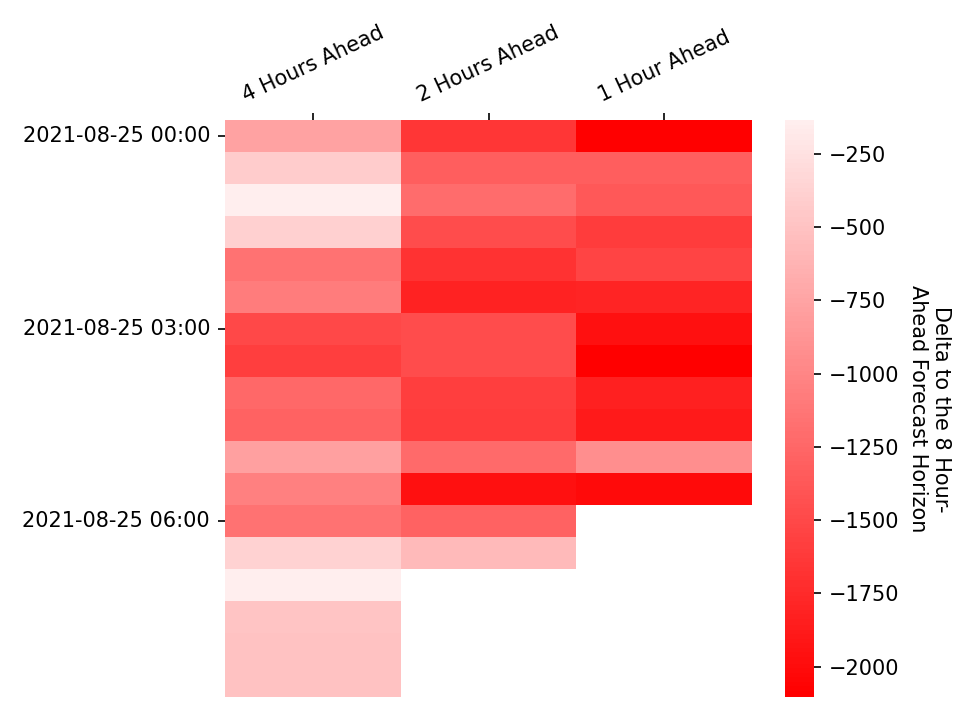 4 Hours Ahead
2 Hours Ahead
1 Hour Ahead
2021-08-25 00:00
2021-08-25 03:00
2021-08-25 06:00
−250
−500
−750
−1000
−1250
−1500
−1750
−2000
Delta to the 8 Hour-
Ahead Forecast Horizon